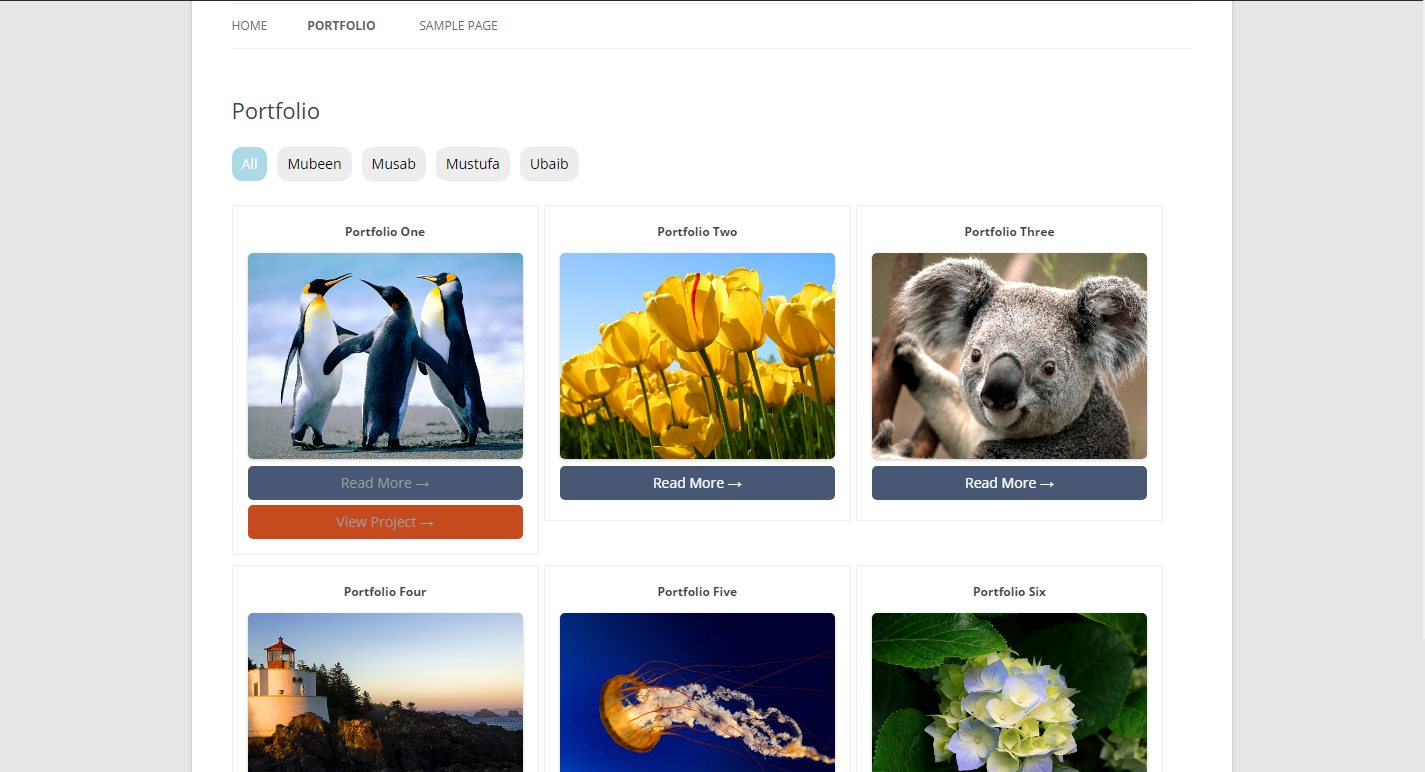 HOME PORTFOLIO SAMPLE PAGE
Portfolio
All Mubeen Musab Mustufa Ubaib
Portfolio One Portfolio Two Portfolio Three
Read More → Read More → Read More →
View Project →
Portfolio Four Portfolio Five Portfolio Six